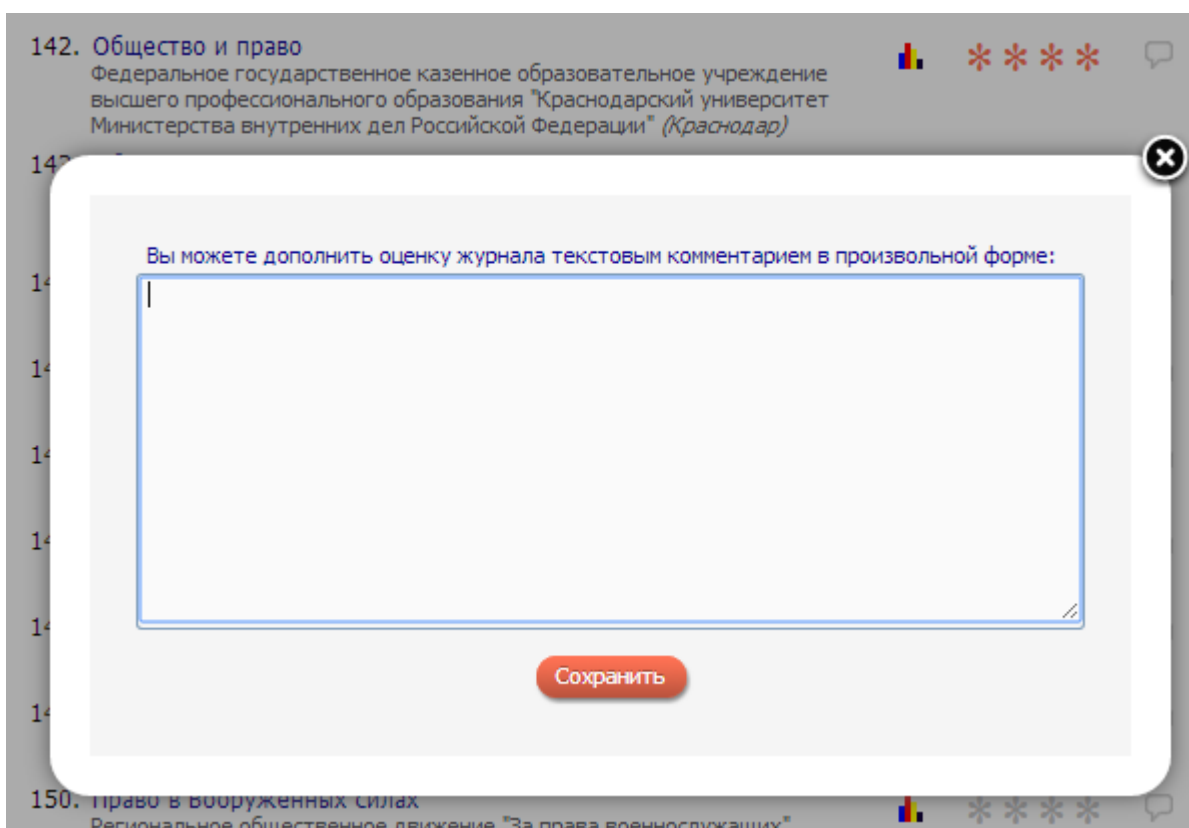 142. Общество и право
Федеральное государственное казенное образовательное учреждение
высшего профессионального образования "Краснодарский университет
Министерства внутренних дел Российской Федерации" (Краснодар)
Вы можете дополнить оценку журнала текстовым комментарием в произвольной форме:
Сохранить
150. Право в Вооруженных силах
Региональное общественное движение "За права военнослужащих"